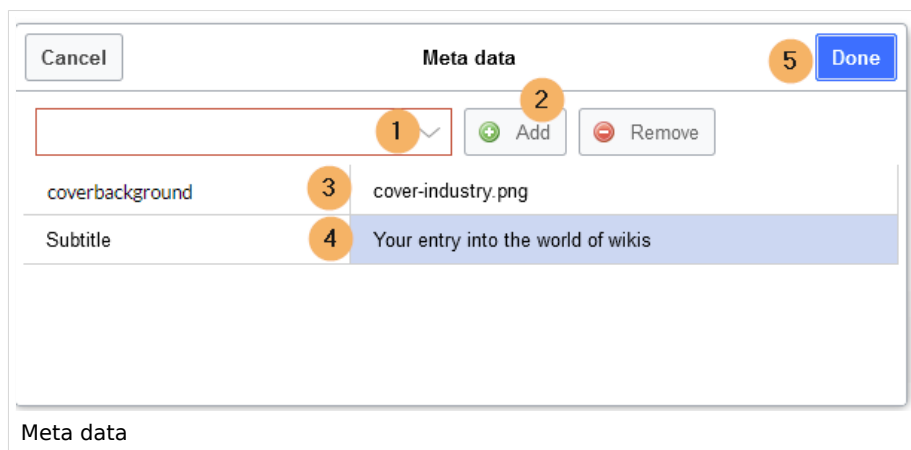 Cancel Meta data 5 Done
1 2 Add Remove
coverbackground 3 cover-industry.png
Subtitle 4 Your entry into the world of wikis
Meta data